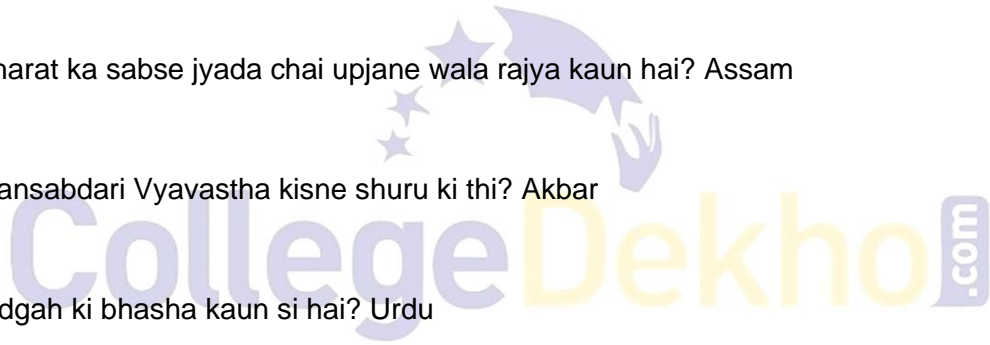 harat ka sabse jyada chai upjane wala rajya kaun hai? Assam
ansabdari Vyavastha kisne shuru ki thi? Akbar
dgah ki bhasha kaun si hai? Urdu
CollegeDekho.com